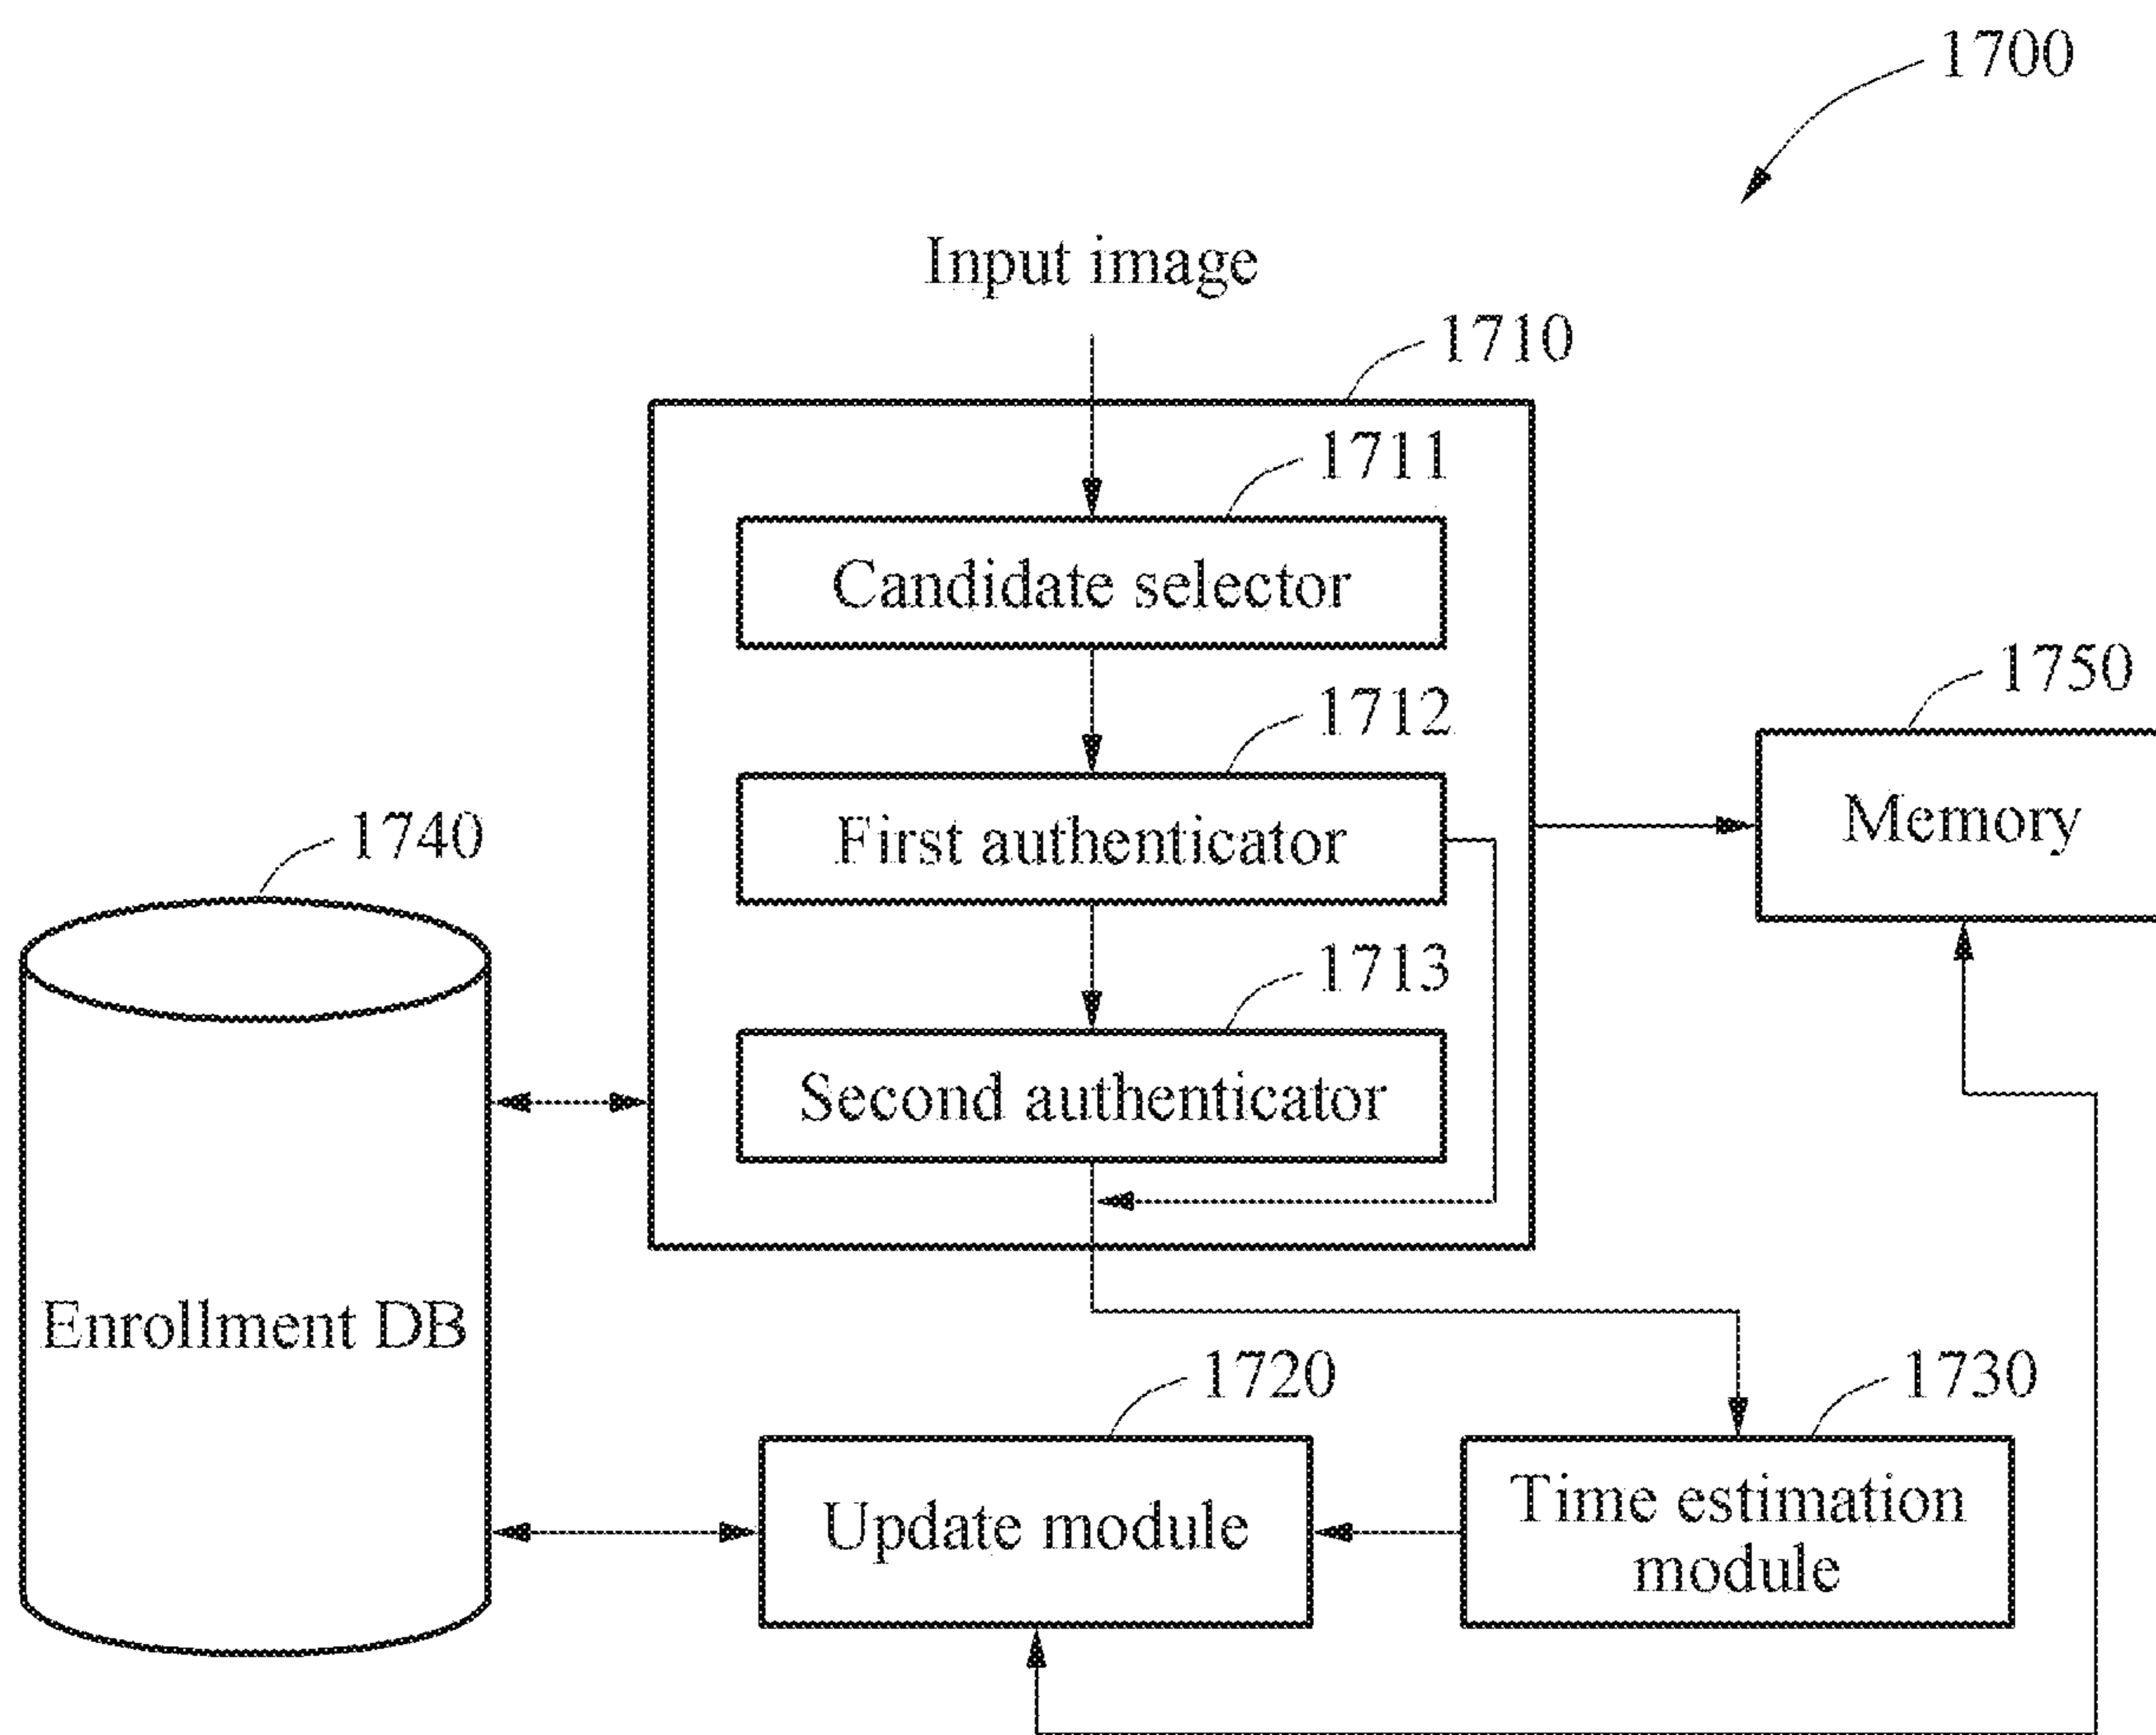 1700
Input image
1710
1711
Candidate selector
1712
1750
First authenticator
Memory
1740
1713
Second authenticator
Enrollment DB
1720
1730
Update module
Time estimation
module